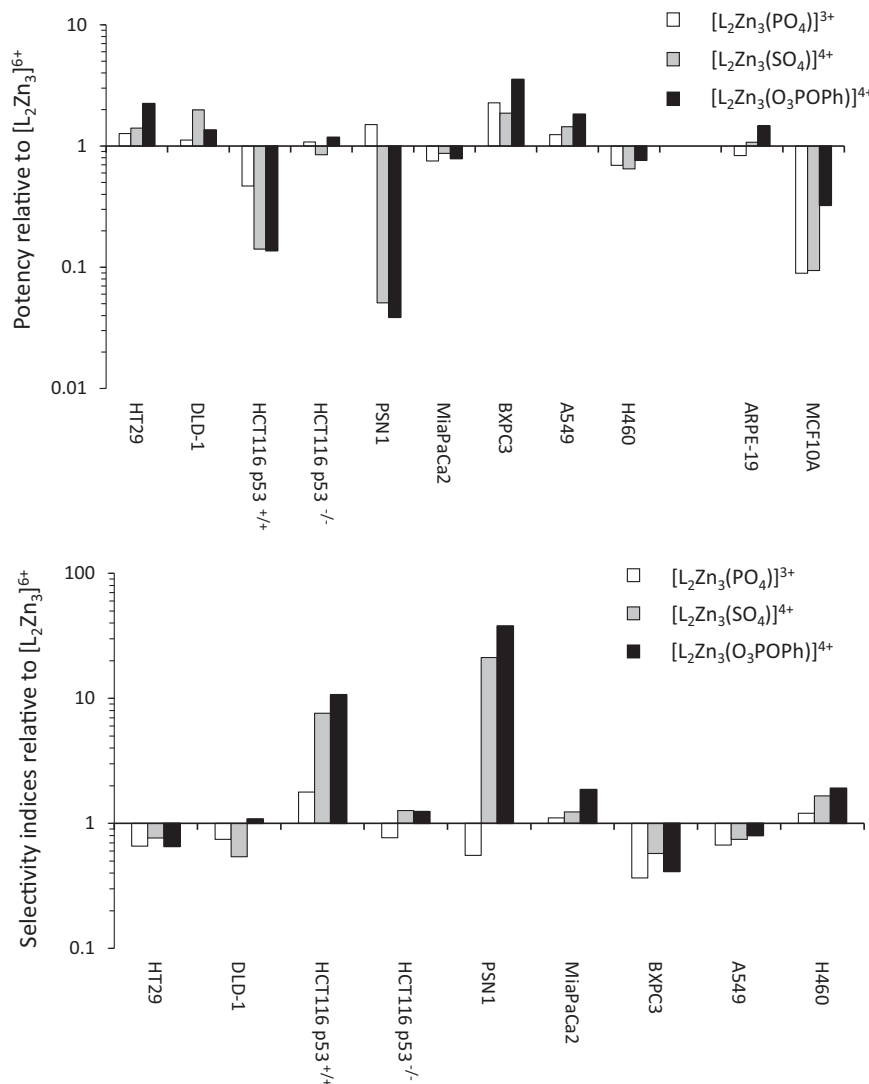 Potency relative to [L₂Zn₃]⁶⁺
10
1
0.1
0.01
[L₂Zn₃(PO₄)]³⁺
[L₂Zn₃(SO₄)]⁴⁺
[L₂Zn₃(O₃POPh)]⁴⁺
HT29
DLD-1
HCT116 p53 ⁺/⁺
HCT116 p53 ⁻/⁻
PSN1
MiaPaCa2
BXPC3
A549
H460
ARPE-19
MCF10A
Selectivity indices relative to [L₂Zn₃]⁶⁺
100
10
1
0.1
[L₂Zn₃(PO₄)]³⁺
[L₂Zn₃(SO₄)]⁴⁺
[L₂Zn₃(O₃POPh)]⁴⁺
HT29
DLD-1
HCT116 p53 ⁺/⁺
HCT116 p53 ⁻/⁻
PSN1
MiaPaCa2
BXPC3
A549
H460